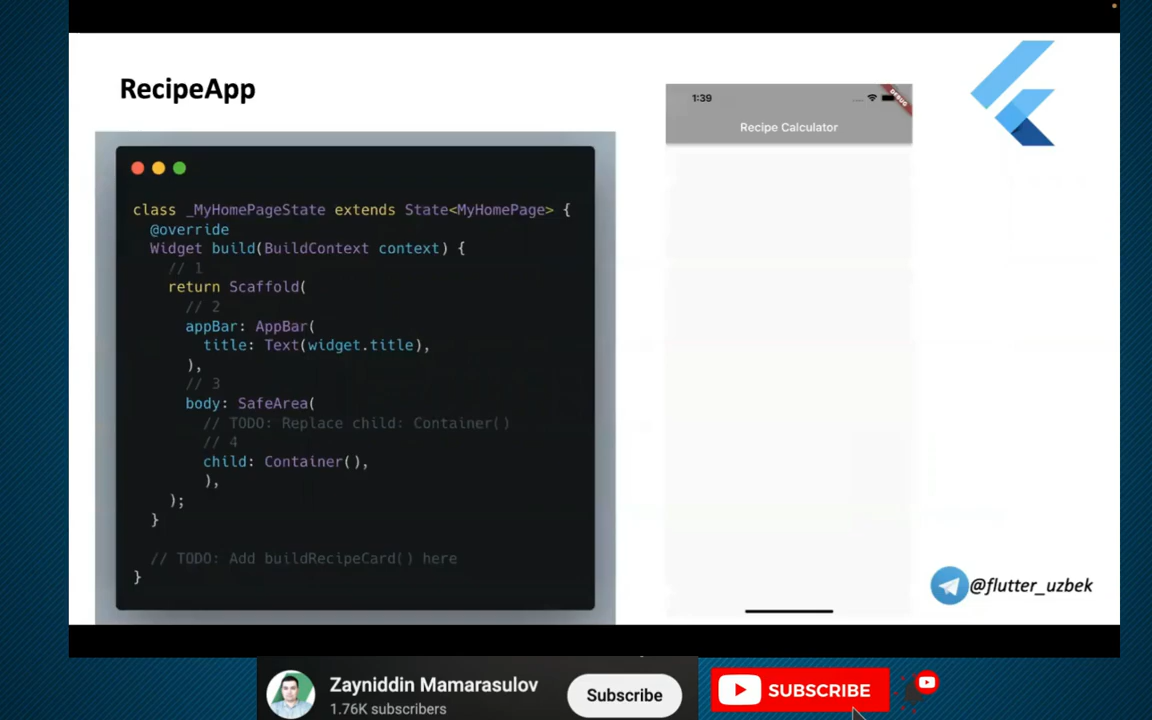 RecipeApp
class _MyHomePageState extends State<MyHomePage> {
@override
Widget build(BuildContext context) {
// 1
return Scaffold(
// 2
appBar: AppBar(
title: Text(widget.title),
),
// 3
body: SafeArea(
// TODO: Replace child: Container()
// 4
child: Container(),
),
);
}
// TODO: Add buildRecipeCard() here
}
1:39
DEBUG
Recipe Calculator
@flutter_uzbek
Zayniddin Mamarasulov
1.76K subscribers
Subscribe
SUBSCRIBE